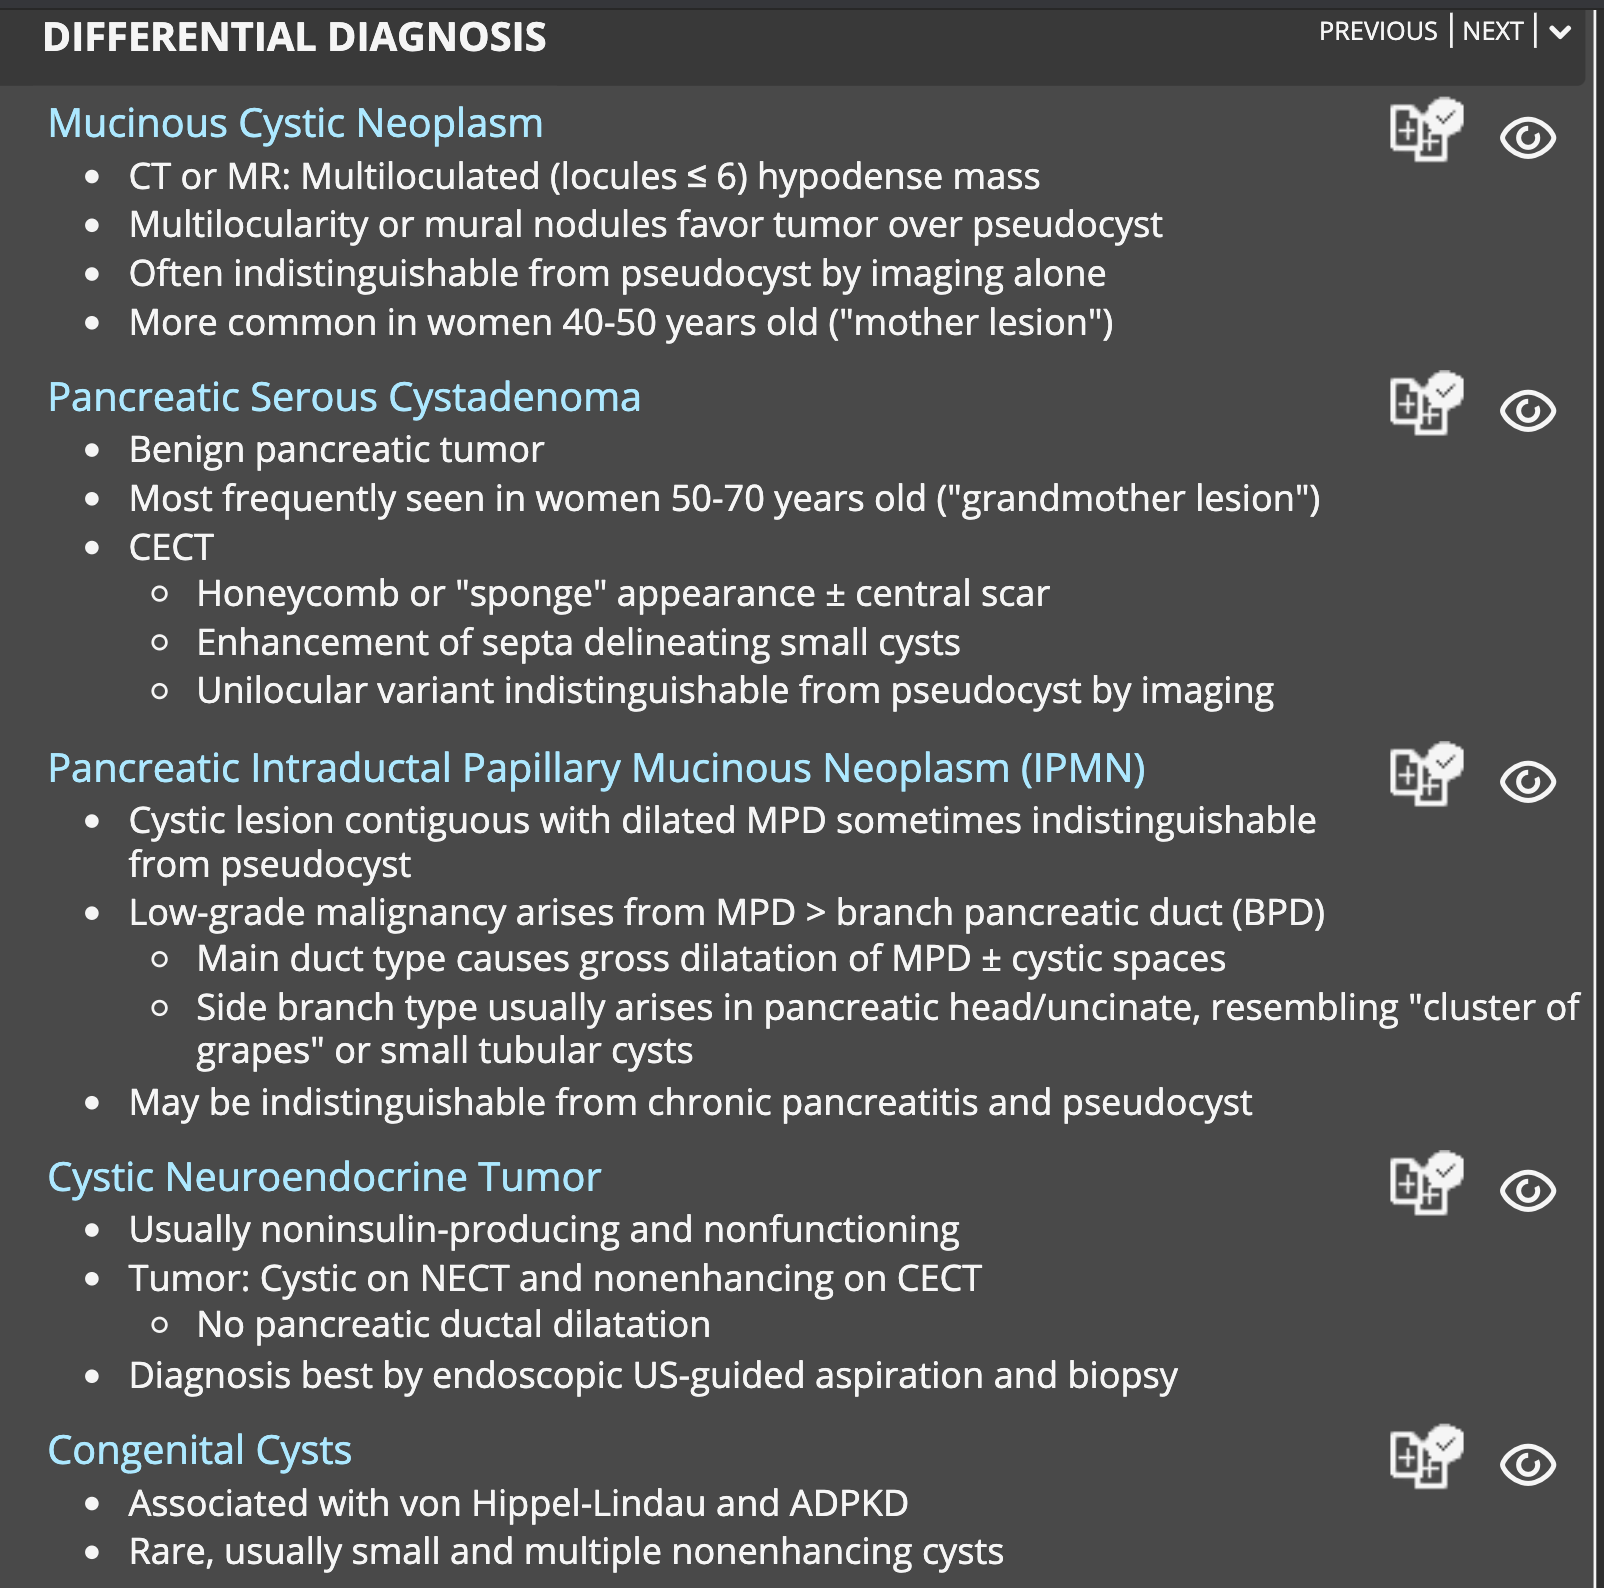 DIFFERENTIAL DIAGNOSIS
PREVIOUS | NEXT |
Mucinous Cystic Neoplasm
• CT or MR: Multiloculated (locules ≤ 6) hypodense mass
• Multilocularity or mural nodules favor tumor over pseudocyst
• Often indistinguishable from pseudocyst by imaging alone
• More common in women 40-50 years old ("mother lesion")
Pancreatic Serous Cystadenoma
• Benign pancreatic tumor
• Most frequently seen in women 50-70 years old ("grandmother lesion")
• CECT
○ Honeycomb or "sponge" appearance ± central scar
○ Enhancement of septa delineating small cysts
○ Unilocular variant indistinguishable from pseudocyst by imaging
Pancreatic Intraductal Papillary Mucinous Neoplasm (IPMN)
• Cystic lesion contiguous with dilated MPD sometimes indistinguishable
from pseudocyst
• Low-grade malignancy arises from MPD > branch pancreatic duct (BPD)
○ Main duct type causes gross dilatation of MPD ± cystic spaces
○ Side branch type usually arises in pancreatic head/uncinate, resembling "cluster of
grapes" or small tubular cysts
• May be indistinguishable from chronic pancreatitis and pseudocyst
Cystic Neuroendocrine Tumor
• Usually noninsulin-producing and nonfunctioning
• Tumor: Cystic on NECT and nonenhancing on CECT
○ No pancreatic ductal dilatation
• Diagnosis best by endoscopic US-guided aspiration and biopsy
Congenital Cysts
• Associated with von Hippel-Lindau and ADPKD
• Rare, usually small and multiple nonenhancing cysts